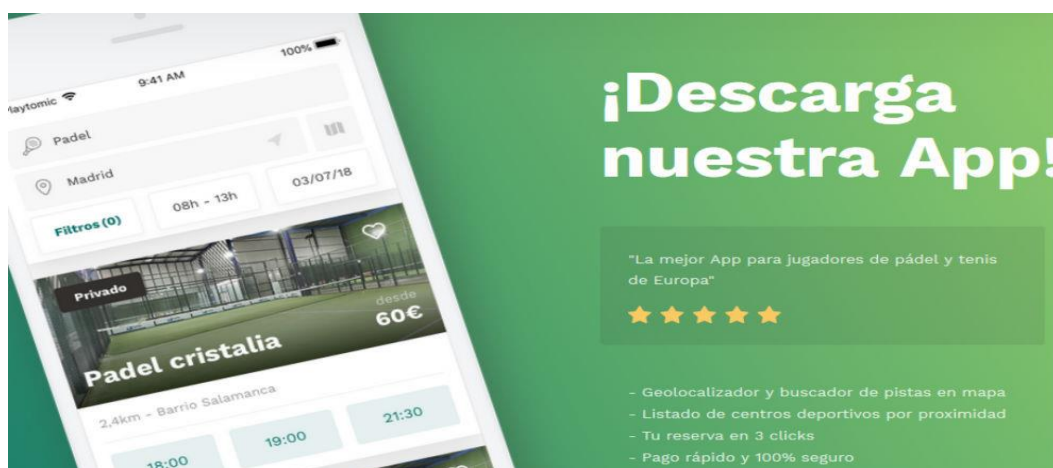 100%
9:41 AM
laytomic
Padel
Madrid
Filtros (0)
08h - 13h
03/07/18
Privado
desde
60€
Padel cristalia
2,4km - Barrio Salamanca
18:00
19:00
21:30
¡Descarga
nuestra App!
"La mejor App para jugadores de pádel y tenis
de Europa"
- Geolocalizador y buscador de pistas en mapa
- Listado de centros deportivos por proximidad
- Tu reserva en 3 clicks
- Pago rápido y 100% seguro